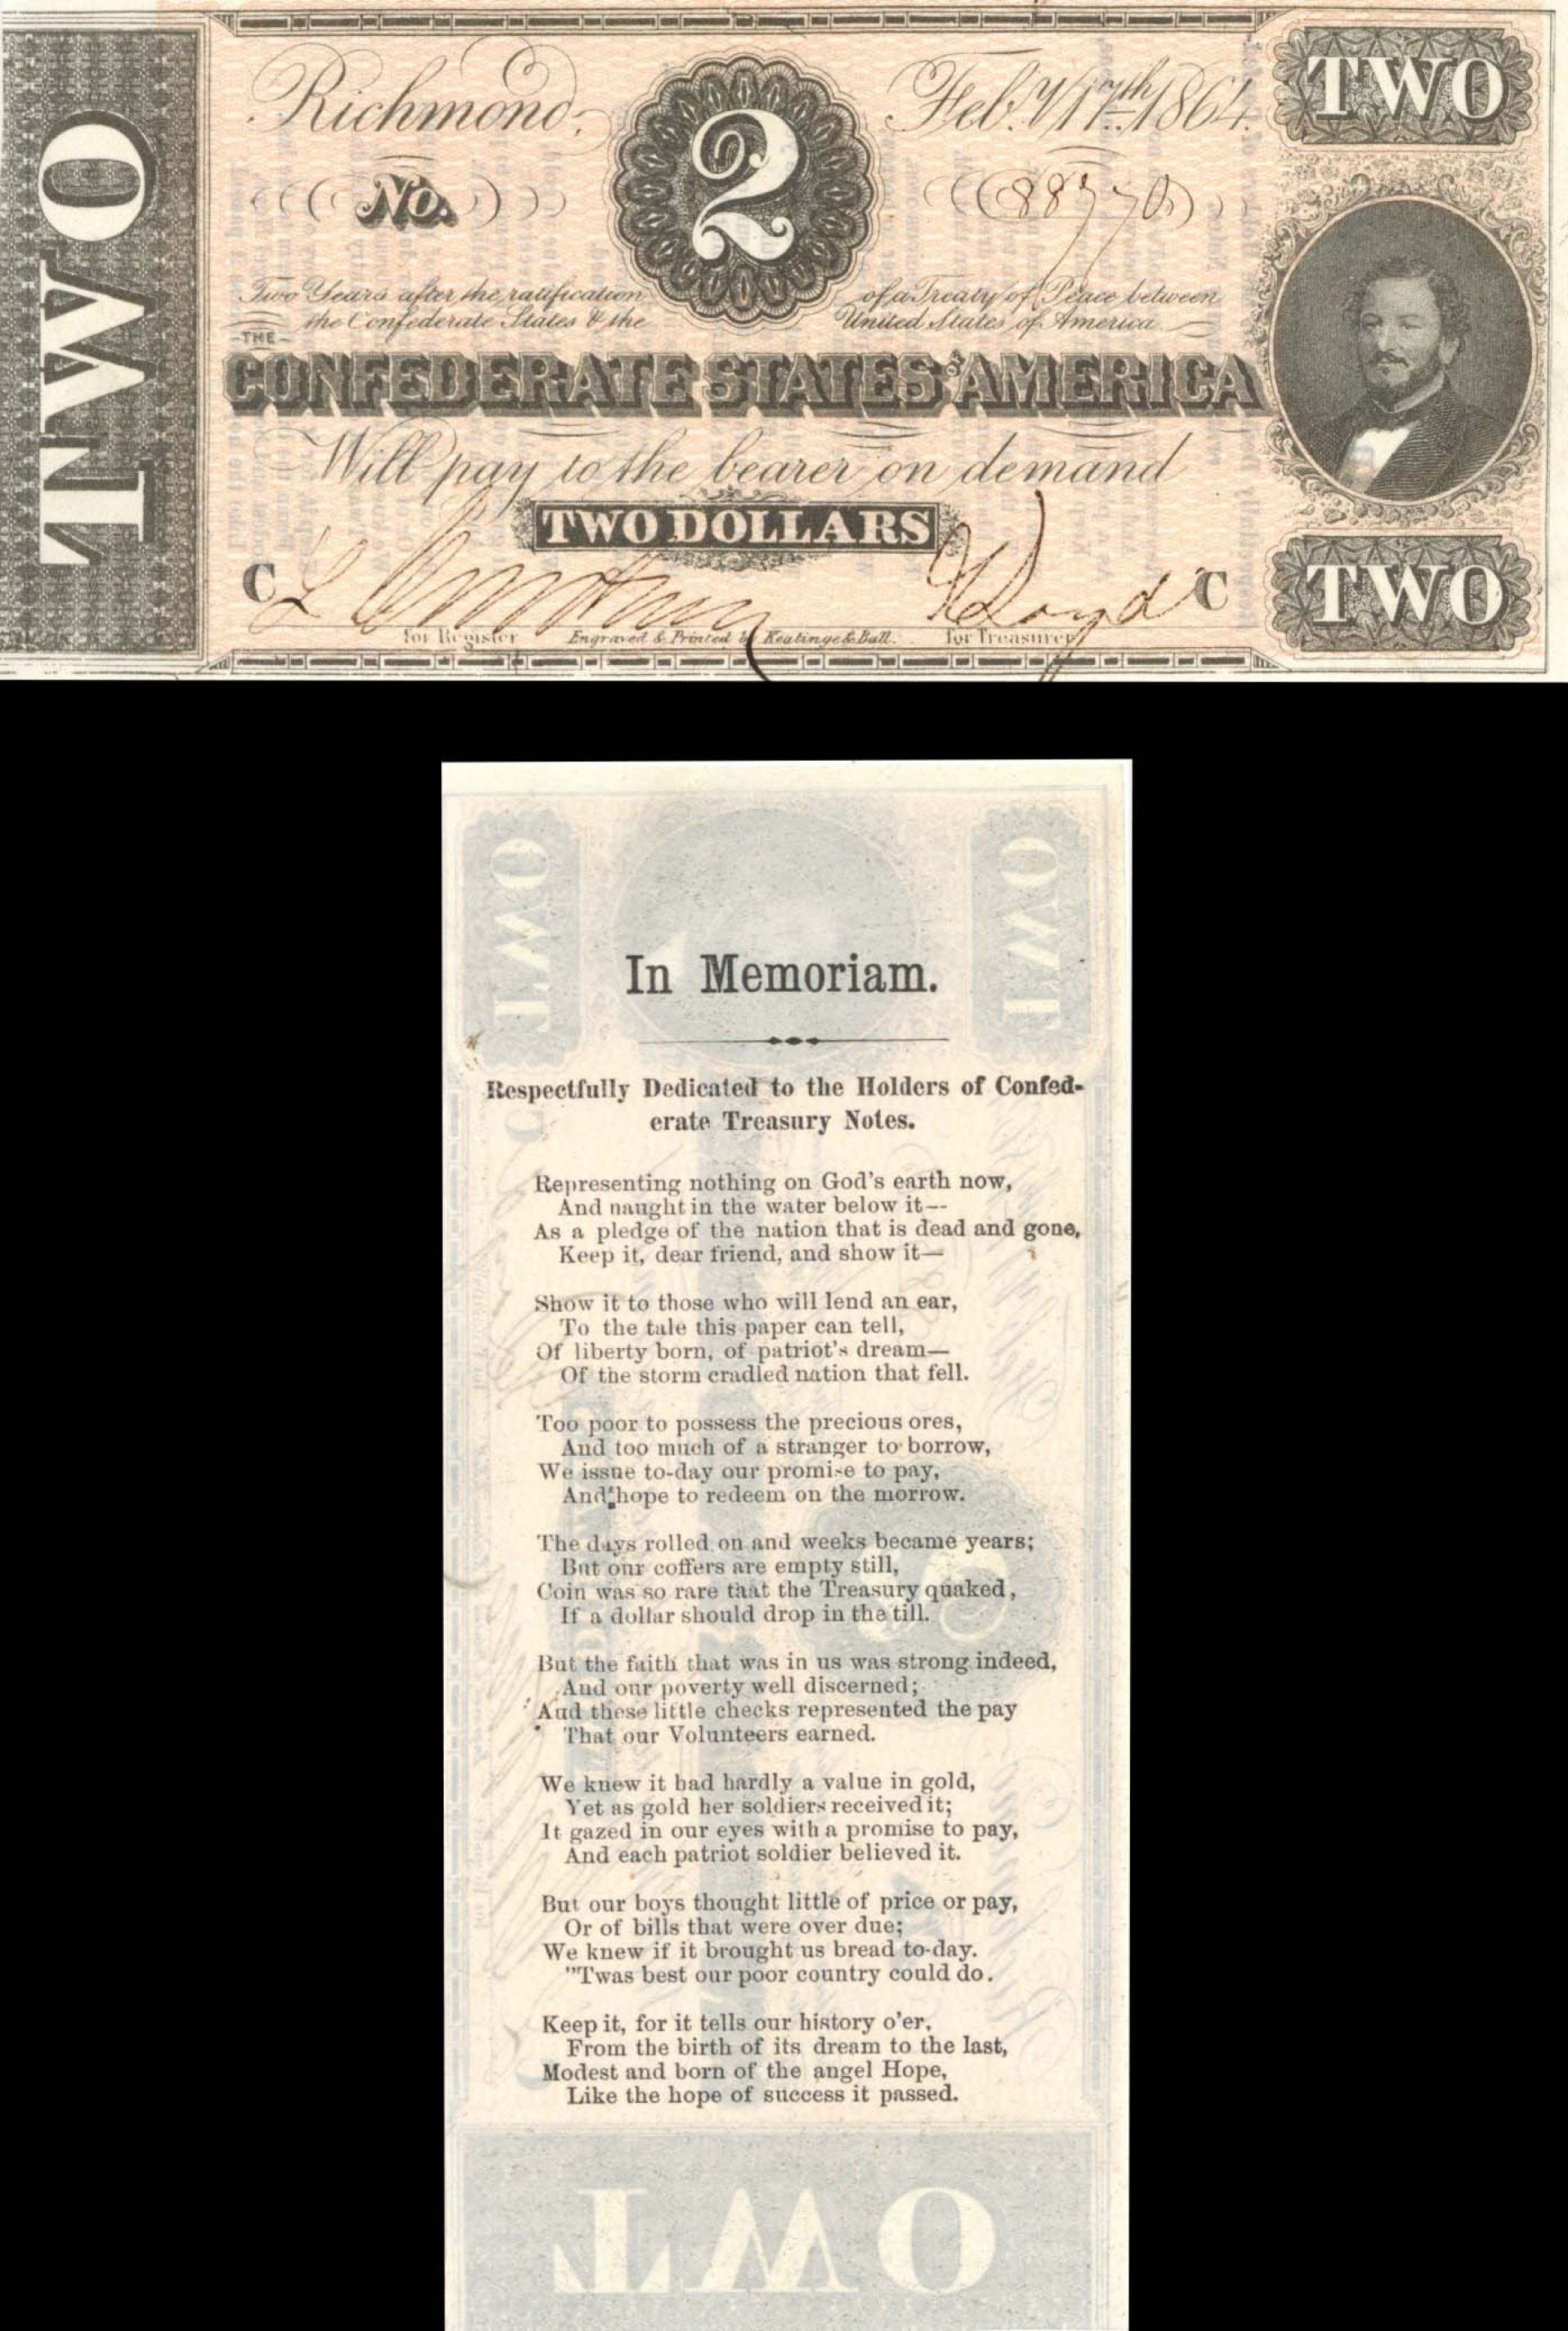 TWO
Richmond,
2
Feb.y 17th 1864.
TWO
No.
88770
Two Years after the ratification
of a Treaty of Peace between
the Confederate States & the
United States of America
THE
CONFEDERATE STATES OF AMERICA
Will pay to the bearer on demand
TWO DOLLARS
C
C
TWO
for Register
Engraved & Printed by Keatinge & Ball.
for Treasurer
In Memoriam.
Respectfully Dedicated to the Holders of Confed-
erate Treasury Notes.
Representing nothing on God's earth now,
And naught in the water below it--
As a pledge of the nation that is dead and gone,
Keep it, dear friend, and show it—
Show it to those who will lend an ear,
To the tale this paper can tell,
Of liberty born, of patriot's dream—
Of the storm cradled nation that fell.
Too poor to possess the precious ores,
And too much of a stranger to borrow,
We issue to-day our promise to pay,
And hope to redeem on the morrow.
The days rolled on and weeks became years;
But our coffers are empty still,
Coin was so rare that the Treasury quaked,
If a dollar should drop in the till.
But the faith that was in us was strong indeed,
And our poverty well discerned;
And these little checks represented the pay
That our Volunteers earned.
We knew it had hardly a value in gold,
Yet as gold her soldiers received it;
It gazed in our eyes with a promise to pay,
And each patriot soldier believed it.
But our boys thought little of price or pay,
Or of bills that were over due;
We knew if it brought us bread to-day.
"Twas best our poor country could do.
Keep it, for it tells our history o'er,
From the birth of its dream to the last,
Modest and born of the angel Hope,
Like the hope of success it passed.